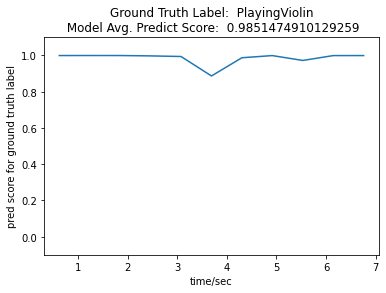 Ground Truth Label:  PlayingViolin
Model Avg. Predict Score:  0.9851474910129259
1.0
0.8
0.6
0.4
0.2
0.0
pred score for ground truth label
1 2 3 4 5 6 7
time/sec